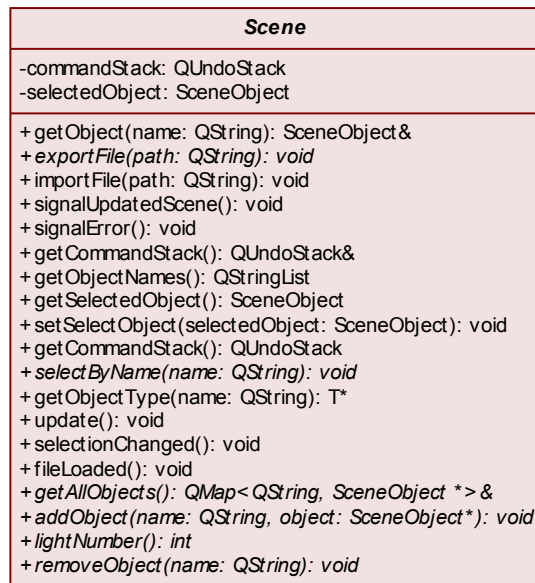 Scene
-commandStack: QUndoStack
-selectedObject: SceneObject
+getObject(name: QString): SceneObject&
+exportFile(path: QString): void
+importFile(path: QString): void
+signalUpdatedScene(): void
+signalError(): void
+getCommandStack(): QUndoStack&
+getObjectNames(): QStringList
+getSelectedObject(): SceneObject
+setSelectObject(selectedObject: SceneObject): void
+getCommandStack(): QUndoStack
+selectByName(name: QString): void
+getObjectType(name: QString): T*
+update(): void
+selectionChanged(): void
+fileLoaded(): void
+getAllObjects(): QMap<QString, SceneObject *>&
+addObject(name: QString, object: SceneObject*): void
+lightNumber(): int
+removeObject(name: QString): void